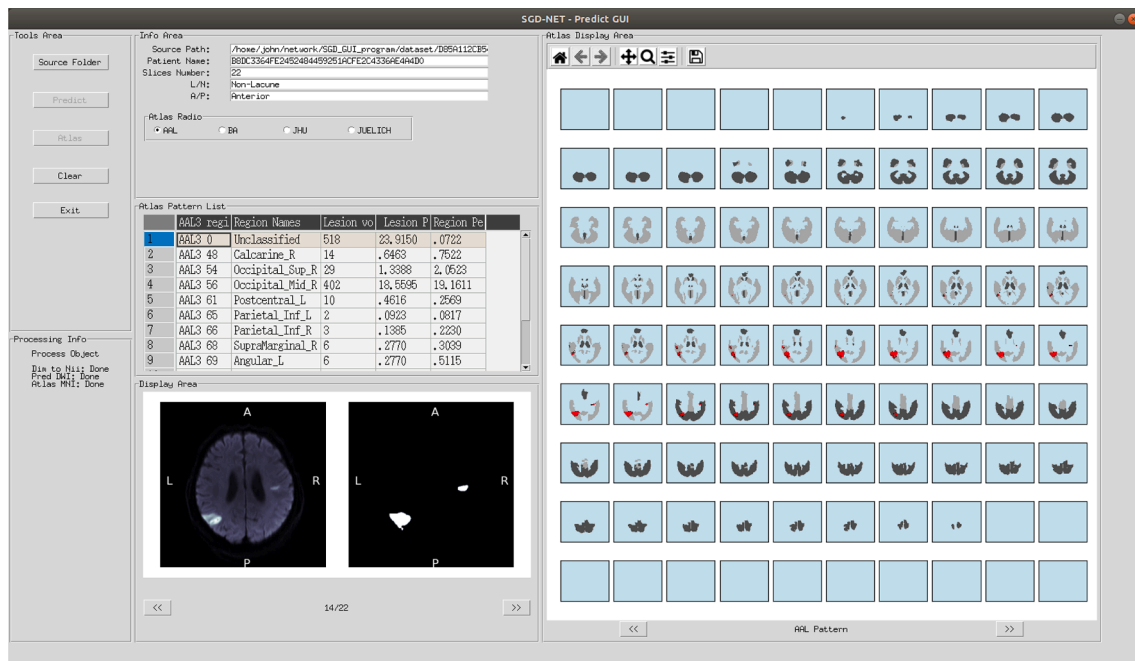 SGD-NET - Predict GUI
Tools Area
Source Folder
Predict
Atlas
Clear
Exit
Processing Info
Process Object
Dim to Nii: Done
Pred DWI: Done
Atlas MNI: Done
Info Area
Source Path: /home/john/network/SGD_GUI_program/dataset/D85A112CB5
Patient Name: B8DC3364FE2452484459251ACFE2C4336AE4A4D0
Slices Number: 22
L/N: Non-Lacune
A/P: Anterior
Atlas Radio
AAL BA JHU JUELICH
Atlas Pattern List
AAL3 regi Region Names Lesion vo Lesion P Region Pe
1 AAL3 0 Unclassified 518 23.9150 .0722
2 AAL3 48 Calcarine_R 14 .6463 .7522
3 AAL3 54 Occipital_Sup_R 29 1.3388 2.0523
4 AAL3 56 Occipital_Mid_R 402 18.5595 19.1611
5 AAL3 61 Postcentral_L 10 .4616 .2569
6 AAL3 65 Parietal_Inf_L 2 .0923 .0817
7 AAL3 66 Parietal_Inf_R 3 .1385 .2230
8 AAL3 68 SupraMarginal_R 6 .2770 .3039
9 AAL3 69 Angular_L 6 .2770 .5115
Display Area
A A
L R L R
P P
<< 14/22 >>
Atlas Display Area
<< AAL Pattern >>